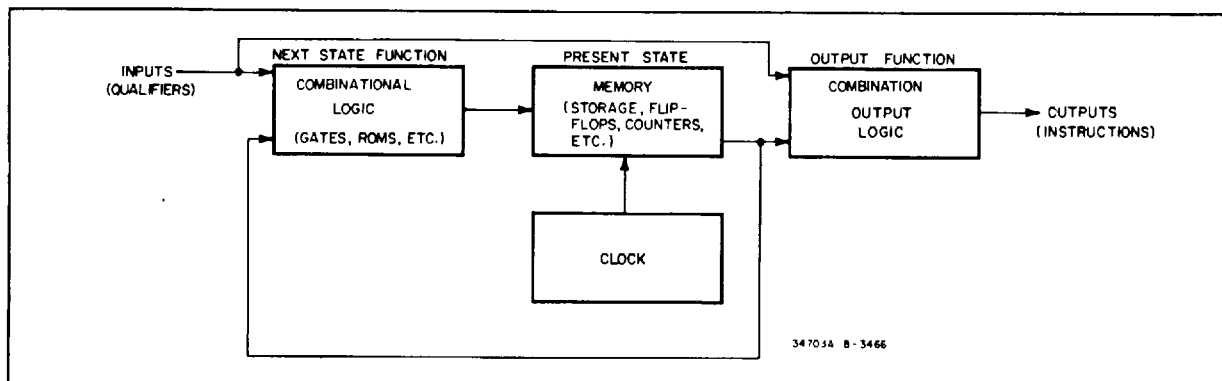 INPUTS
(QUALIFIERS)
NEXT STATE FUNCTION
COMBINATIONAL
LOGIC
(GATES, ROMS, ETC.)
PRESENT STATE
MEMORY
(STORAGE, FLIP-
FLOPS, COUNTERS,
ETC.)
CLOCK
OUTPUT FUNCTION
COMBINATION
OUTPUT
LOGIC
CUTPUTS
(INSTRUCTIONS)
34703A B-3466